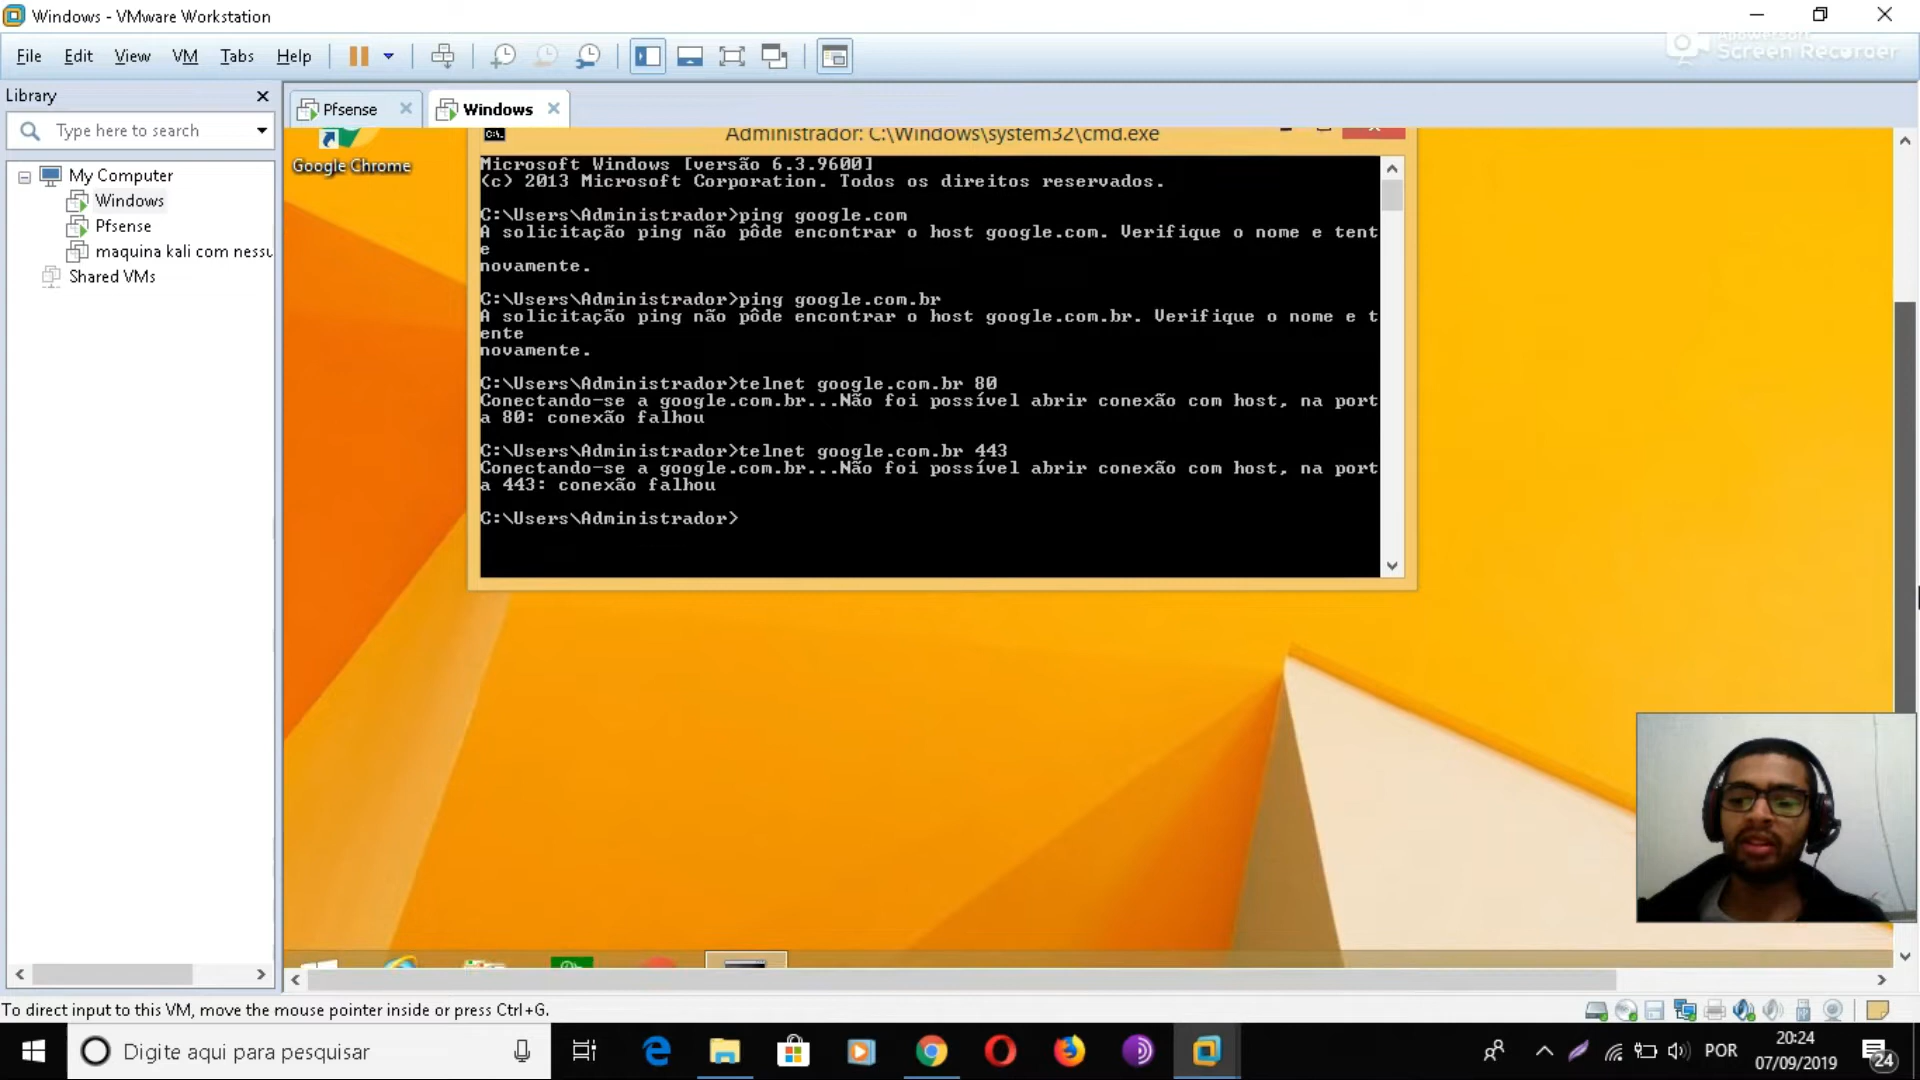 Windows - VMware Workstation
Screen Recorder
File Edit View VM Tabs Help
Library
Type here to search
My Computer
Windows
Pfsense
maquina kali com nessu
Shared VMs
Pfsense
Windows
Google Chrome
Administrador: C:\Windows\system32\cmd.exe
Microsoft Windows [versão 6.3.9600]
(c) 2013 Microsoft Corporation. Todos os direitos reservados.
C:\Users\Administrador>ping google.com
A solicitação ping não pôde encontrar o host google.com. Verifique o nome e tent
e
novamente.
C:\Users\Administrador>ping google.com.br
A solicitação ping não pôde encontrar o host google.com.br. Verifique o nome e t
ente
novamente.
C:\Users\Administrador>telnet google.com.br 80
Conectando-se a google.com.br...Não foi possível abrir conexão com host, na port
a 80: conexão falhou
C:\Users\Administrador>telnet google.com.br 443
Conectando-se a google.com.br...Não foi possível abrir conexão com host, na port
a 443: conexão falhou
C:\Users\Administrador>
To direct input to this VM, move the mouse pointer inside or press Ctrl+G.
Digite aqui para pesquisar
POR
20:24
07/09/2019
24